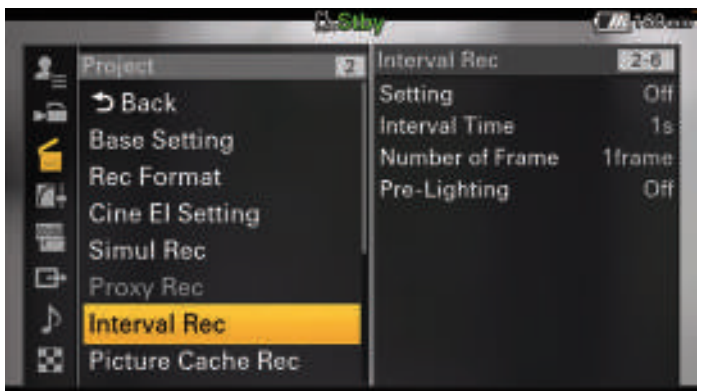 Stby
Project 2
Back
Base Setting
Rec Format
Cine EI Setting
Simul Rec
Proxy Rec
Interval Rec
Picture Cache Rec
Interval Rec 2-6
Setting Off
Interval Time 1s
Number of Frame 1frame
Pre-Lighting Off